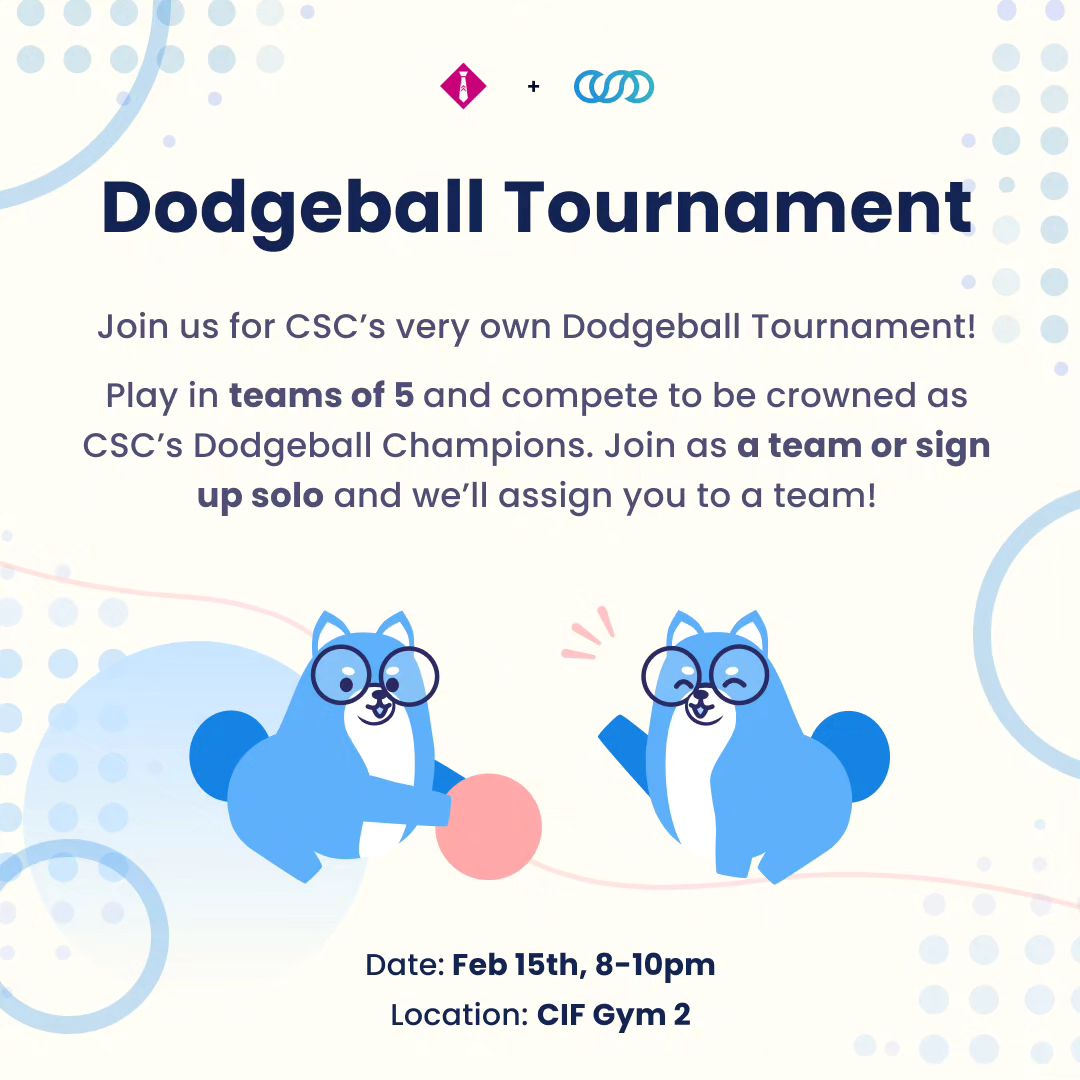 +
Dodgeball Tournament
Join us for CSC’s very own Dodgeball Tournament!
Play in teams of 5 and compete to be crowned as
CSC’s Dodgeball Champions. Join as a team or sign
up solo and we’ll assign you to a team!
Date: Feb 15th, 8-10pm
Location: CIF Gym 2